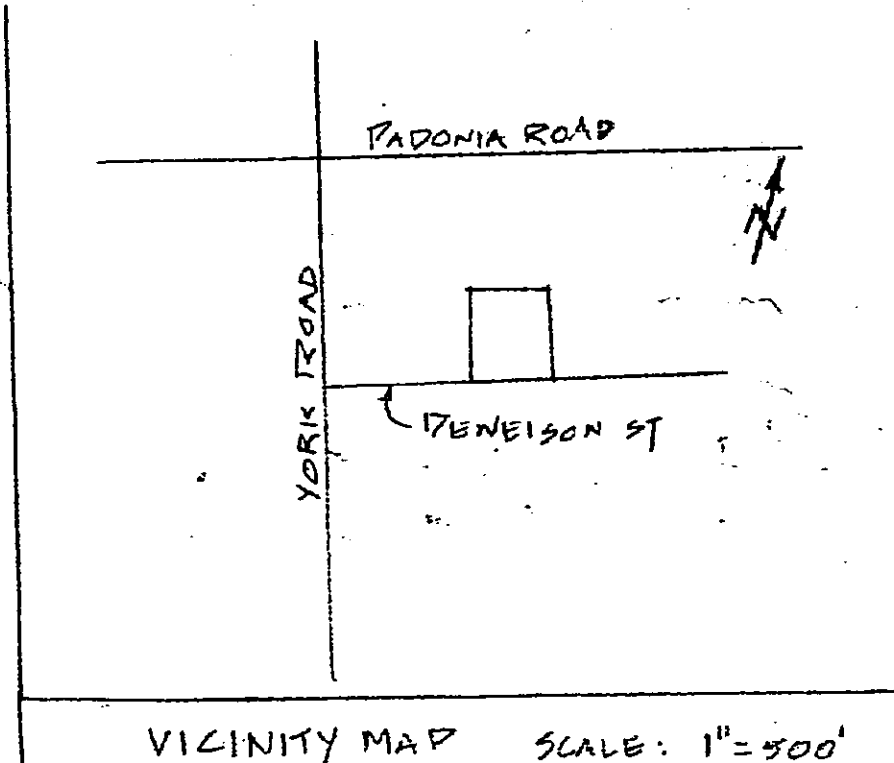 PADONIA ROAD
N
YORK ROAD
DENEISON ST
VICINITY MAP SCALE: 1"=500'